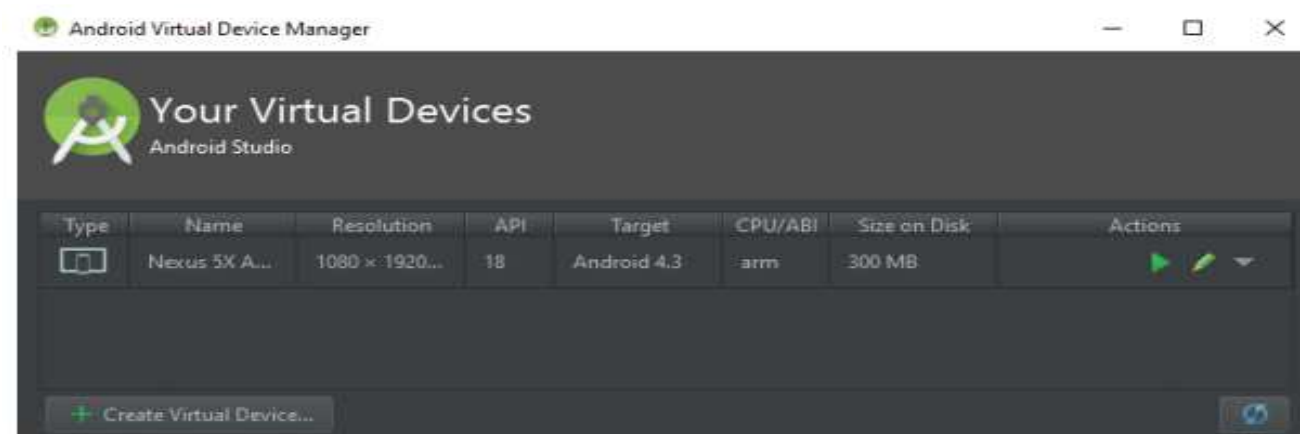 Android Virtual Device Manager
Your Virtual Devices
Android Studio
Type Name Resolution API Target CPU/ABI Size on Disk Actions
Nexus 5X A... 1080 × 1920... 18 Android 4.3 arm 300 MB
Create Virtual Device...